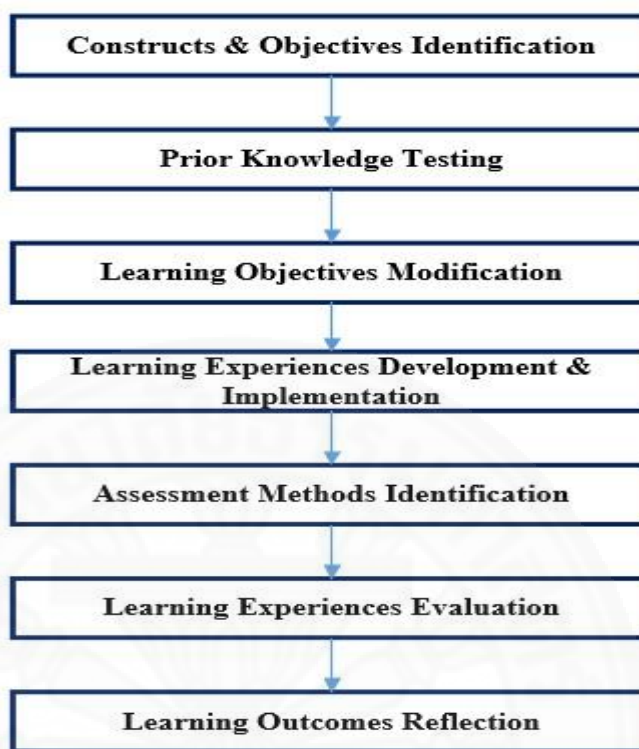 Constructs & Objectives Identification
Prior Knowledge Testing
Learning Objectives Modification
Learning Experiences Development &
Implementation
Assessment Methods Identification
Learning Experiences Evaluation
Learning Outcomes Reflection